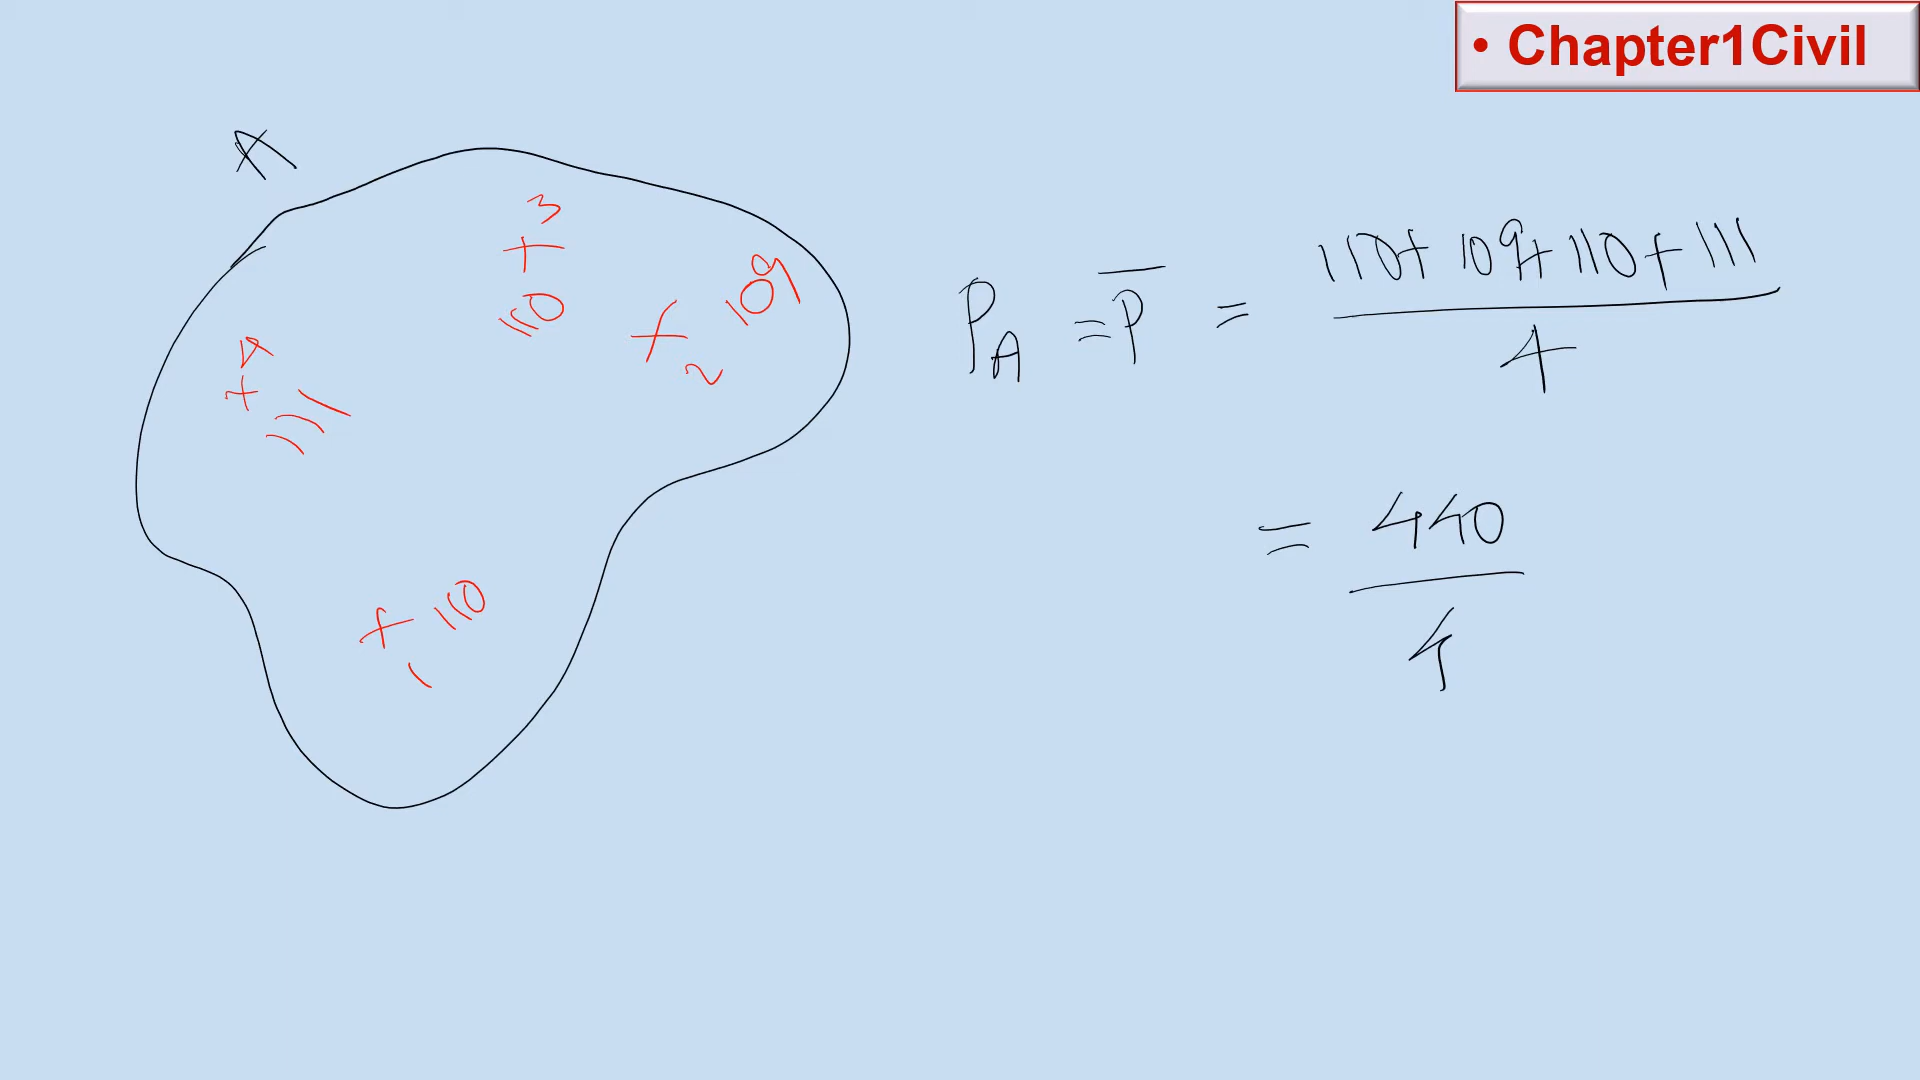 • Chapter1Civil
A
3
+
110
+ 109
2
4
+
111
+ 110
1
P_A = P̅ = (110 + 109 + 110 + 111) / 4
= 440 / 4